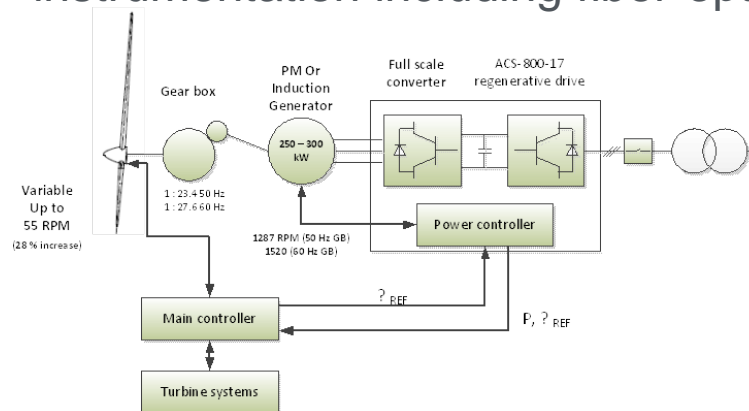 Gear box
PM Or
Induction
Generator
Full scale
converter
ACS-800-17
regenerative drive
250 – 300
kW
1 : 23.4 50 Hz
1 : 27.6 60 Hz
Variable
Up to
55 RPM
(28 % increase)
1287 RPM (50 Hz GB)
1520 (60 Hz GB)
Power controller
? REF
Main controller
P, ? REF
Turbine systems